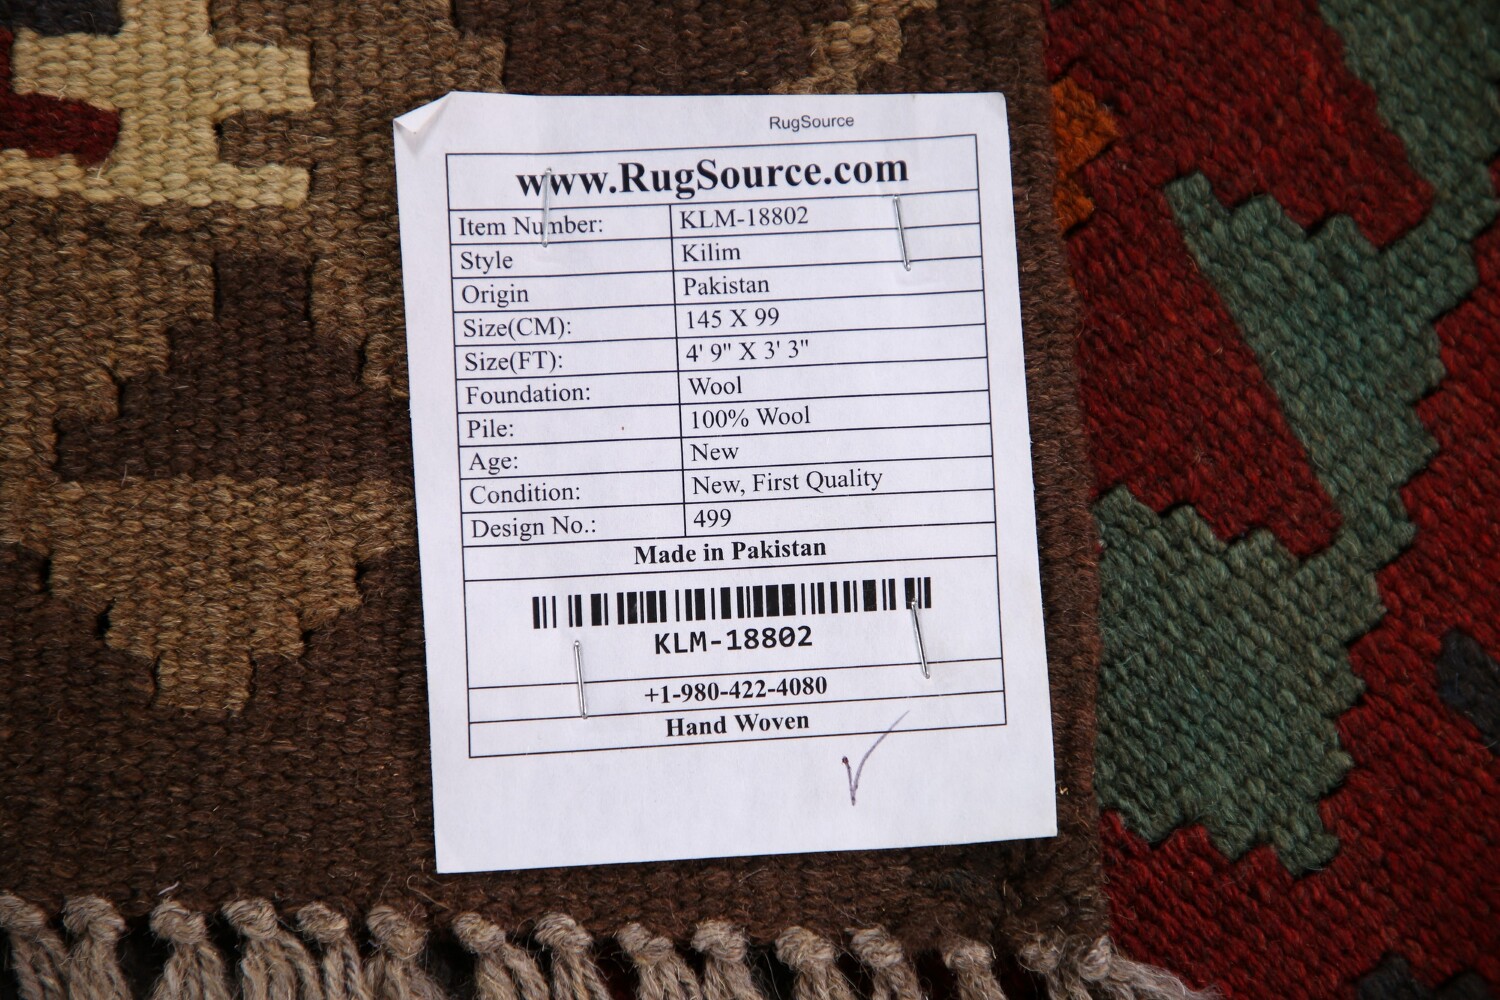 RugSource
www.RugSource.com
Item Number: KLM-18802
Style Kilim
Origin Pakistan
Size(CM): 145 X 99
Size(FT): 4' 9" X 3' 3"
Foundation: Wool
Pile: 100% Wool
Age: New
Condition: New, First Quality
Design No.: 499
Made in Pakistan
KLM-18802
+1-980-422-4080
Hand Woven